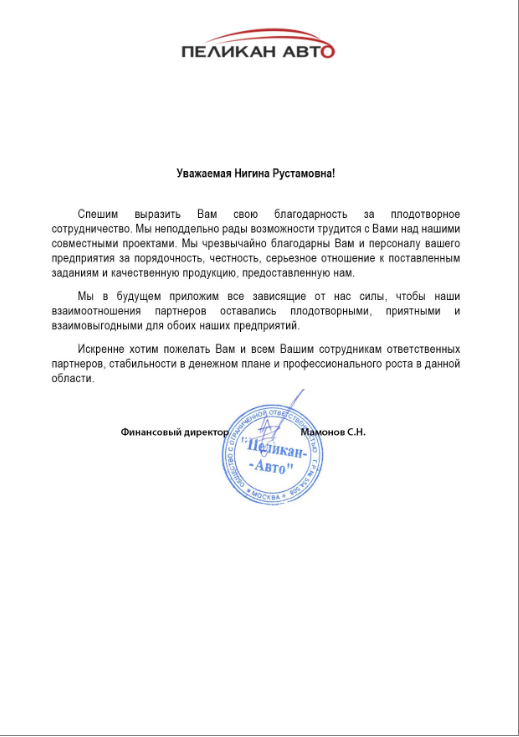 ПЕЛИКАН АВТО
Уважаемая Нигина Рустамовна!
Спешим выразить Вам свою благодарность за плодотворное
сотрудничество. Мы неподдельно рады возможности трудится с Вами над нашими
совместными проектами. Мы чрезвычайно благодарны Вам и персоналу вашего
предприятия за порядочность, честность, серьезное отношение к поставленным
заданиям и качественную продукцию, предоставленную нам.
Мы в будущем приложим все зависящие от нас силы, чтобы наши
взаимоотношения партнеров оставались плодотворными, приятными и
взаимовыгодными для обоих наших предприятий.
Искренне хотим пожелать Вам и всем Вашим сотрудникам ответственных
партнеров, стабильности в денежном плане и профессионального роста в данной
области.
Финансовый директор Мамонов С.Н.
ОБЩЕСТВО С ОГРАНИЧЕННОЙ ОТВЕТСТВЕННОСТЬЮ
"Пеликан-
-Авто"
МОСКВА